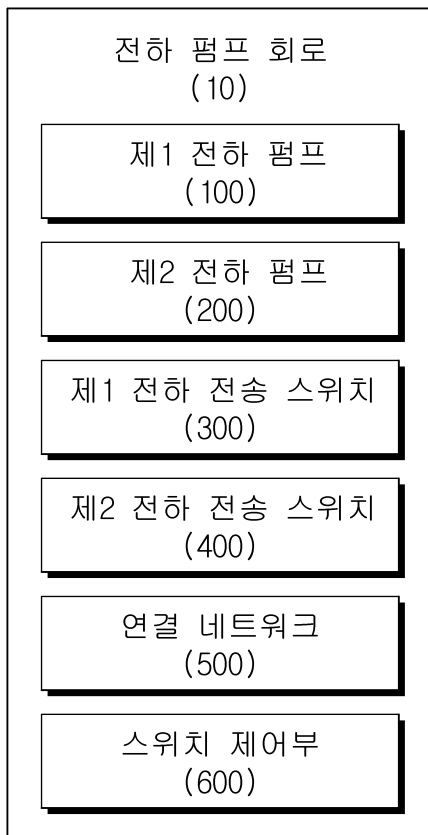 전하 펌프 회로
(10)
제1 전하 펌프
(100)
제2 전하 펌프
(200)
제1 전하 전송 스위치
(300)
제2 전하 전송 스위치
(400)
연결 네트워크
(500)
스위치 제어부
(600)